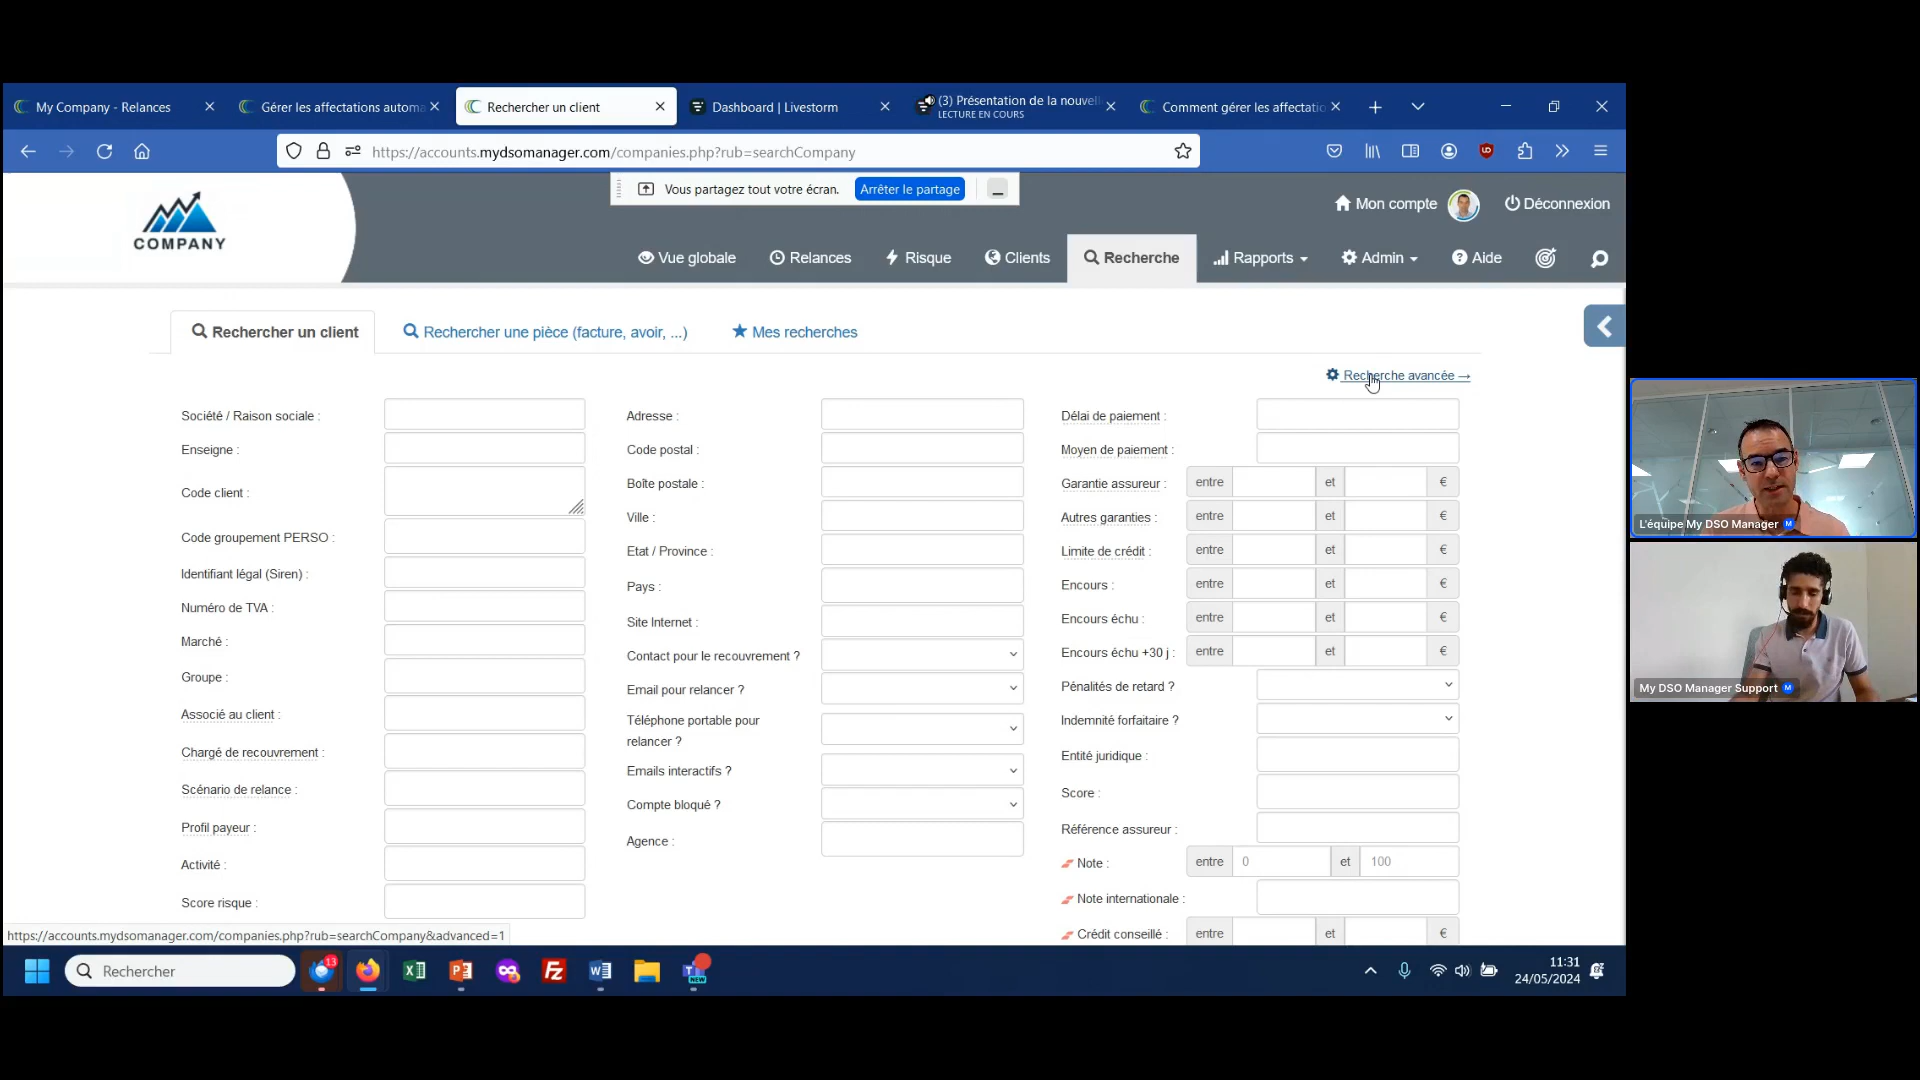 My Company - Relances
Gérer les affectations autom
Rechercher un client
Dashboard | Livestorm
(3) Présentation de la nouvel
LECTURE EN COURS
Comment gérer les affectatio
https://accounts.mydsomanager.com/companies.php?rub=searchCompany
Vous partagez tout votre écran.
Arrêter le partage
COMPANY
Mon compte
Déconnexion
Vue globale
Relances
Risque
Clients
Recherche
Rapports
Admin
Aide
Rechercher un client
Rechercher une pièce (facture, avoir, ...)
Mes recherches
Recherche avancée →
Société / Raison sociale :
Enseigne :
Code client :
Code groupement PERSO :
Identifiant légal (Siren) :
Numéro de TVA :
Marché :
Groupe :
Associé au client :
Chargé de recouvrement :
Scénario de relance :
Profil payeur :
Activité :
Score risque :
Adresse :
Code postal :
Boîte postale :
Ville :
Etat / Province :
Pays :
Site Internet :
Contact pour le recouvrement ?
Email pour relancer ?
Téléphone portable pour
relancer ?
Emails interactifs ?
Compte bloqué ?
Agence :
Délai de paiement :
Moyen de paiement :
Garantie assureur : entre et €
Autres garanties : entre et €
Limite de crédit : entre et €
Encours : entre et €
Encours échu : entre et €
Encours échu +30 j : entre et €
Pénalités de retard ?
Indemnité forfaitaire ?
Entité juridique :
Score :
Référence assureur :
Note : entre 0 et 100
Note internationale :
Crédit conseillé : entre et €
https://accounts.mydsomanager.com/companies.php?rub=searchCompany&advanced=1
Rechercher
13
NEW
11:31
24/05/2024
L'équipe My DSO Manager
M
My DSO Manager Support
M